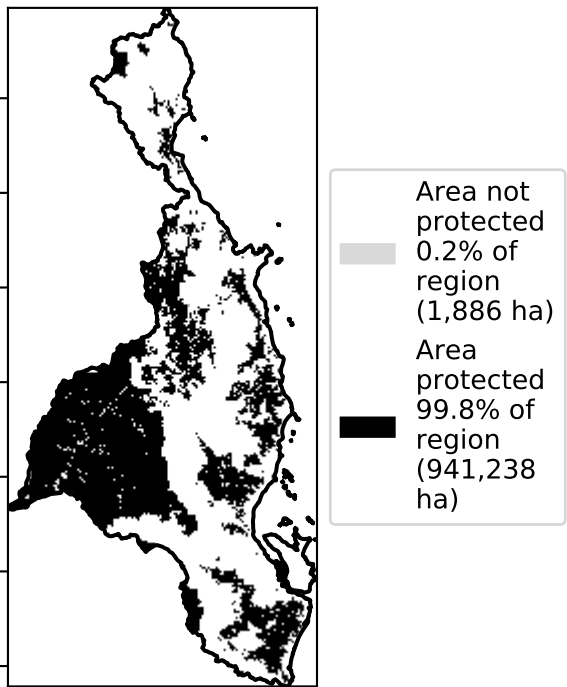 Area not
protected
0.2% of
region
(1,886 ha)
Area
protected
99.8% of
region
(941,238
ha)